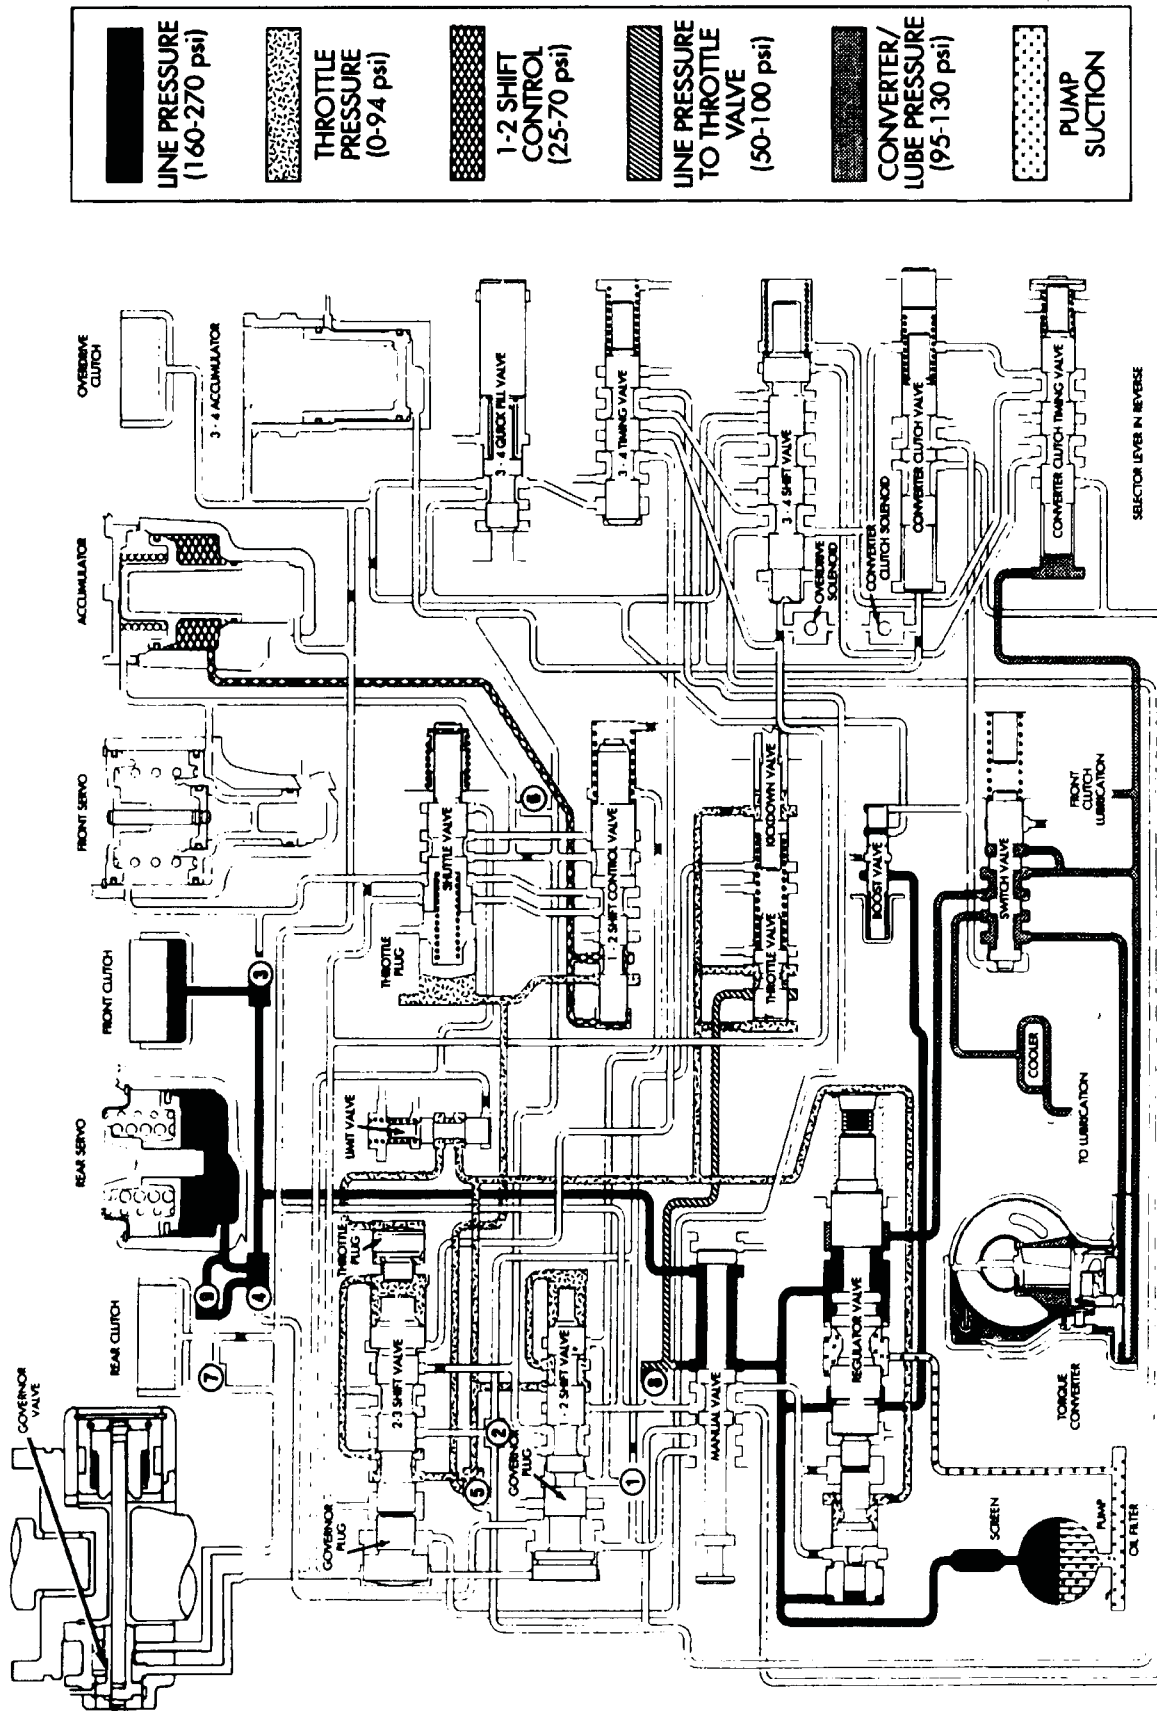 LINE PRESSURE
(160-270 psi)
THROTTLE
PRESSURE
(0-94 psi)
1-2 SHIFT
CONTROL
(25-70 psi)
LINE PRESSURE
TO THROTTLE
VALVE
(50-100 psi)
CONVERTER/
LUBE PRESSURE
(95-130 psi)
PUMP
SUCTION
GOVERNOR
VALVE
REAR CLUTCH
REAR SERVO
FRONT CLUTCH
FRONT SERVO
ACCUMULATOR
OVERDRIVE
CLUTCH
3 - 4 ACCUMULATOR
7
9
4
3
6
GOVERNOR
PLUG
2-3 SHIFT VALVE
THROTTLE
PLUG
LIMIT VALVE
THROTTLE
PLUG
SHUTTLE VALVE
3 - 4 QUICK FILL VALVE
5
2
GOVERNOR
PLUG
1-2 SHIFT VALVE
1 - 2 SHIFT CONTROL VALVE
3 - 4 TIMING VALVE
1
8
MANUAL VALVE
THROTTLE VALVE
KICKDOWN VALVE
3 - 4 SHIFT VALVE
OVERDRIVE
SOLENOID
REGULATOR VALVE
BOOST VALVE
CONVERTER
CLUTCH SOLENOID
CONVERTER CLUTCH VALVE
SCREEN
PUMP
OIL FILTER
TORQUE
CONVERTER
COOLER
TO LUBRICATION
SWITCH VALVE
FRONT
CLUTCH
LUBRICATION
CONVERTER CLUTCH TIMING VALVE
SELECTOR LEVER IN REVERSE